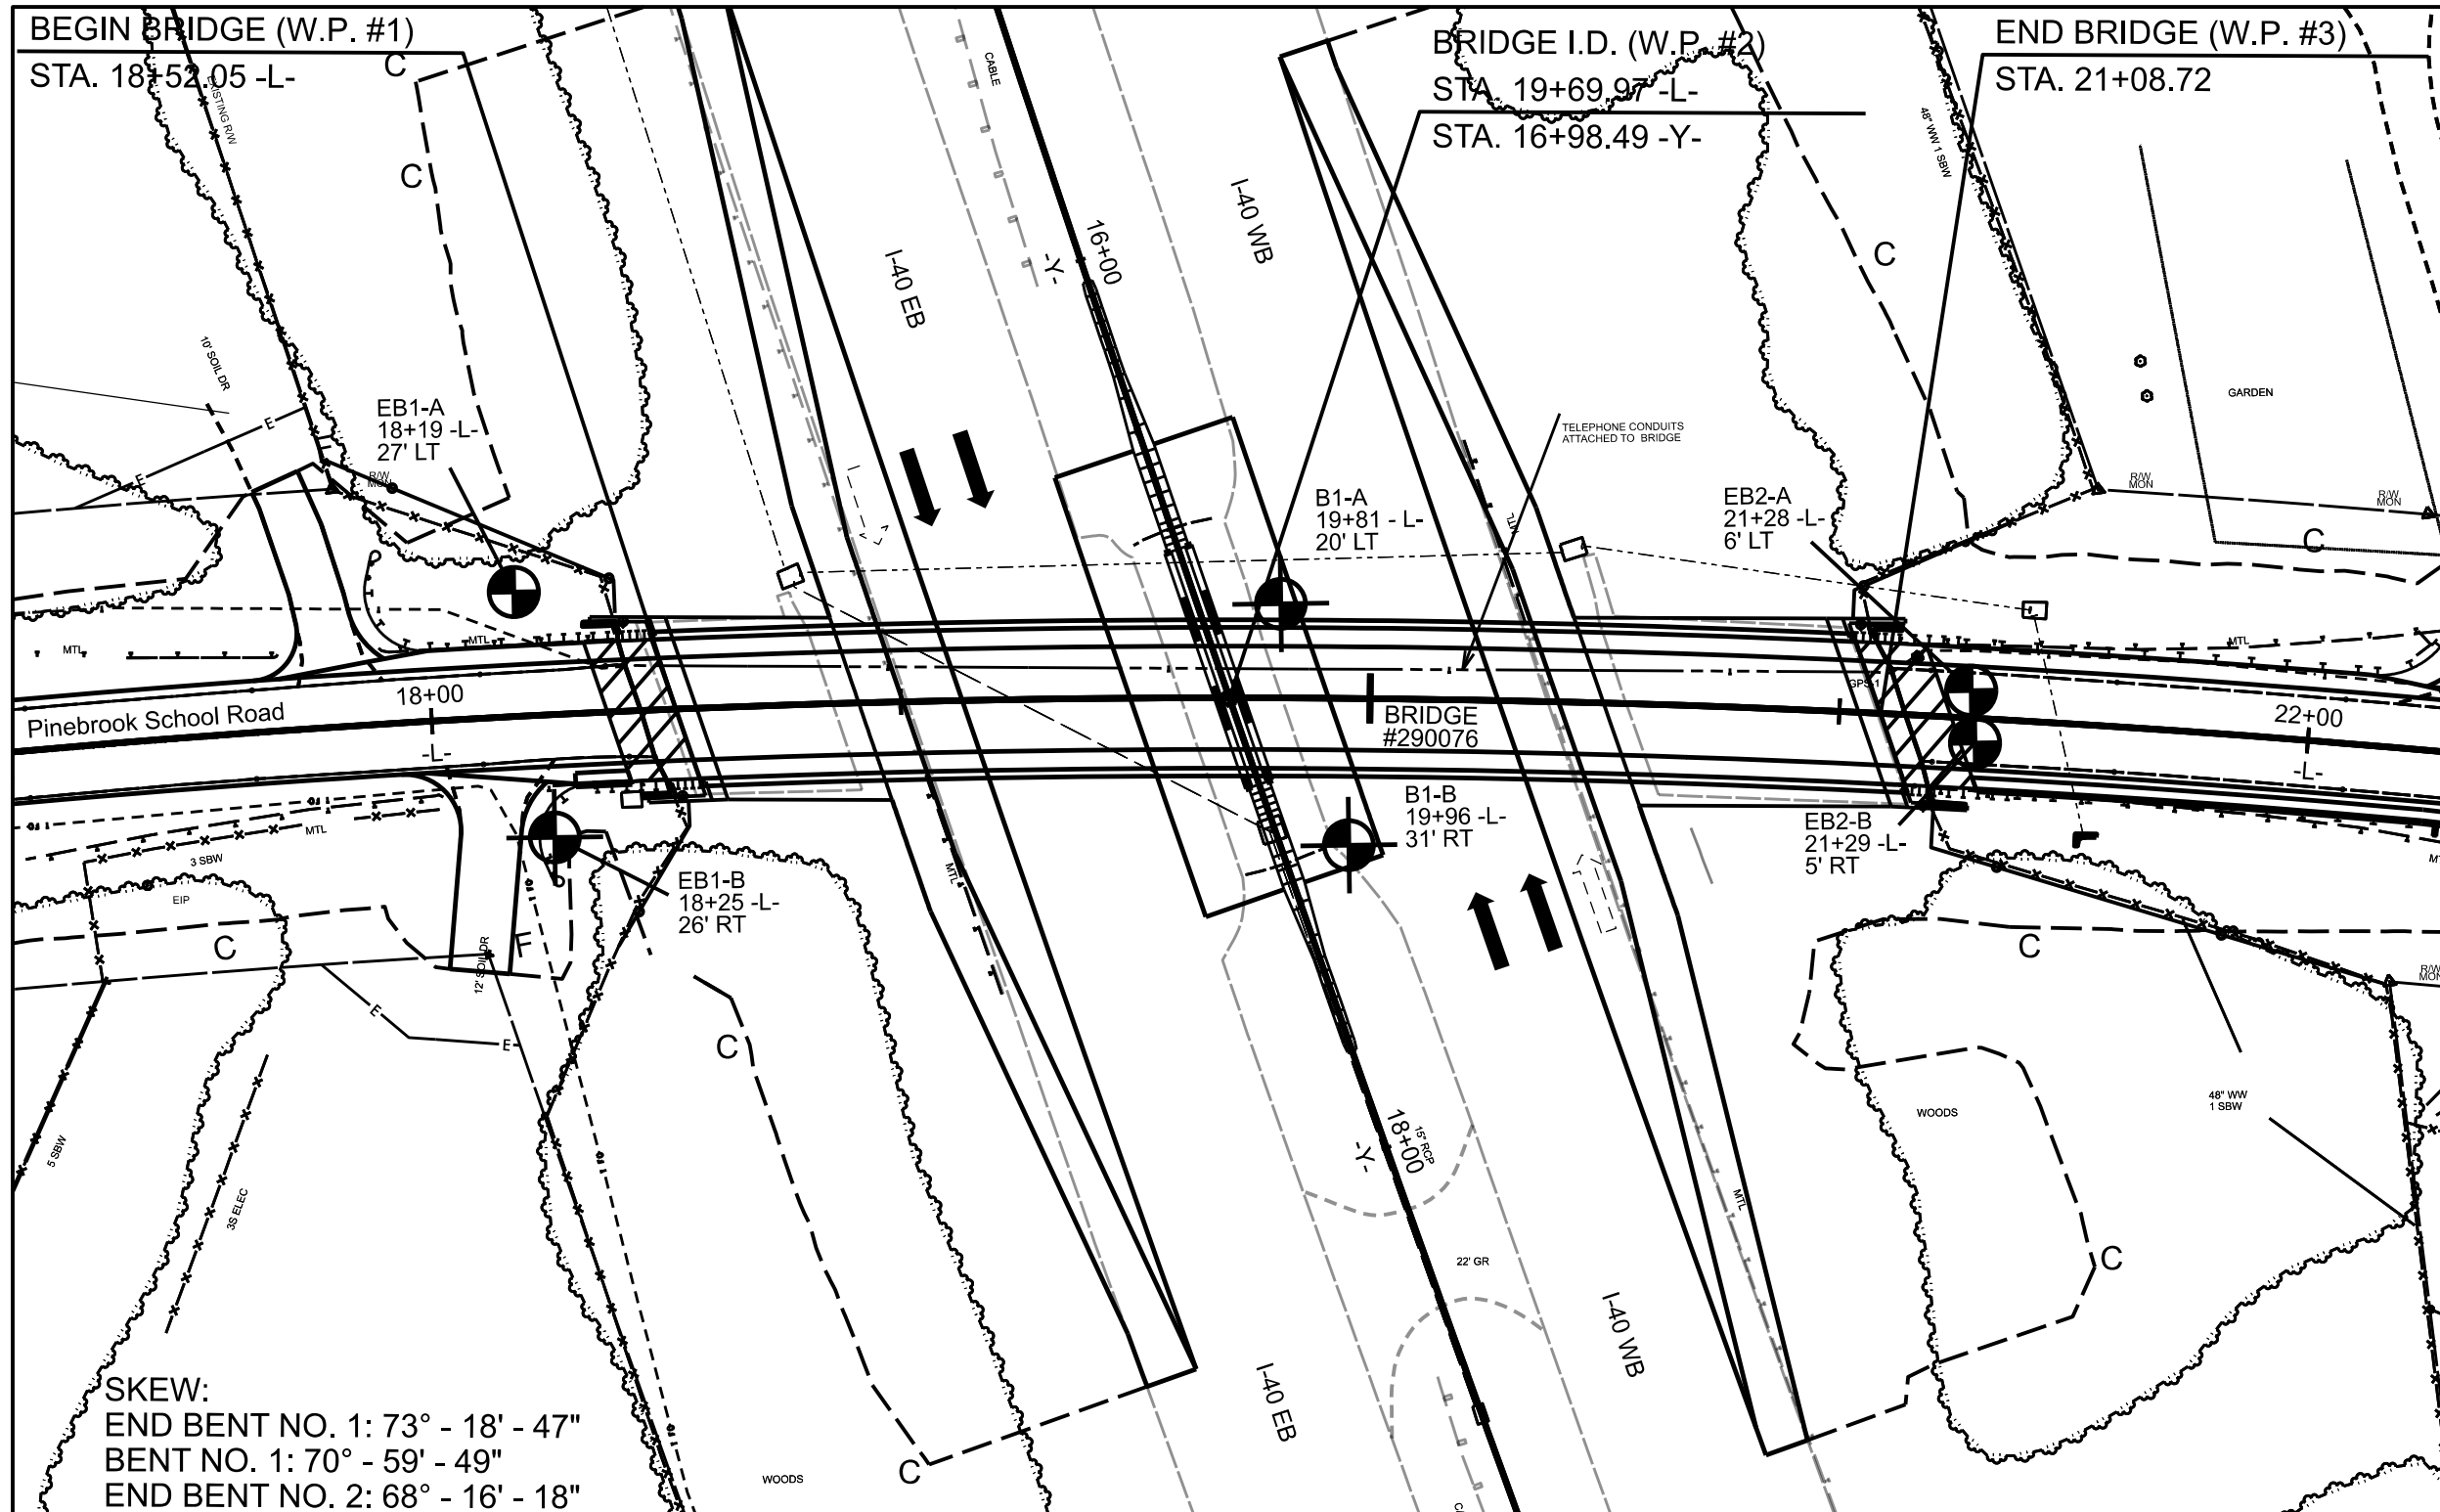 BEGIN BRIDGE (W.P. #1)
STA. 18+52.05 -L-
BRIDGE I.D. (W.P. #2)
STA. 19+69.97 -L-
STA. 16+98.49 -Y-
END BRIDGE (W.P. #3)
STA. 21+08.72
C
C
EXISTING R/W
CABLE
16+00
-Y-
I-40 EB
I-40 WB
48" WW 1 SBW
C
GARDEN
10' SOIL DR
E
E
EB1-A
18+19 -L-
27' LT
R/W
MON
TELEPHONE CONDUITS
ATTACHED TO BRIDGE
B1-A
19+81 - L-
20' LT
MTL
EB2-A
21+28 -L-
6' LT
R/W
MON
R/W
MON
C
MTL
MTL
MTL
18+00
-L-
Pinebrook School Road
BRIDGE
#290076
GPS-1
22+00
-L-
MTL
3 SBW
EIP
C
12' SOIL DR
E
E
EB1-B
18+25 -L-
26' RT
MTL
B1-B
19+96 -L-
31' RT
EB2-B
21+29 -L-
5' RT
C
R/W
MON
C
5 SBW
3S ELEC
18+00
15" RCP
-Y-
MTL
WOODS
48" WW
1 SBW
C
22' GR
I-40 WB
I-40 EB
C
WOODS
SKEW:
END BENT NO. 1: 73° - 18' - 47"
BENT NO. 1: 70° - 59' - 49"
END BENT NO. 2: 68° - 16' - 18"